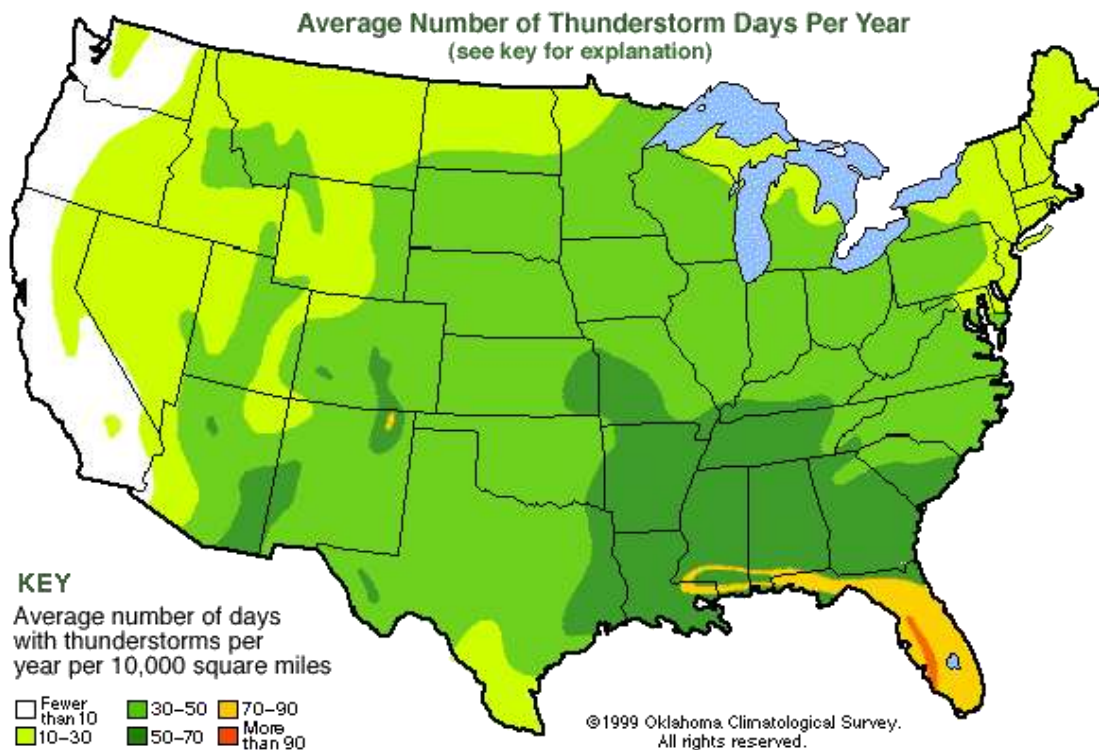 Average Number of Thunderstorm Days Per Year
(see key for explanation)
KEY
Average number of days
with thunderstorms per
year per 10,000 square miles
Fewer
than 10
10-30
30-50
50-70
70-90
More
than 90
©1999 Oklahoma Climatological Survey.
All rights reserved.